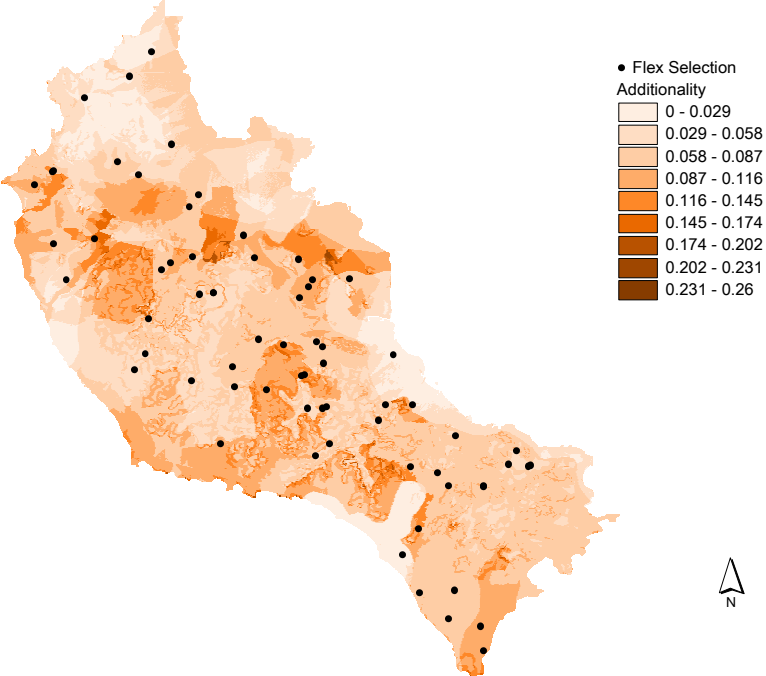 Flex Selection
Additionality
0 - 0.029
0.029 - 0.058
0.058 - 0.087
0.087 - 0.116
0.116 - 0.145
0.145 - 0.174
0.174 - 0.202
0.202 - 0.231
0.231 - 0.26
N